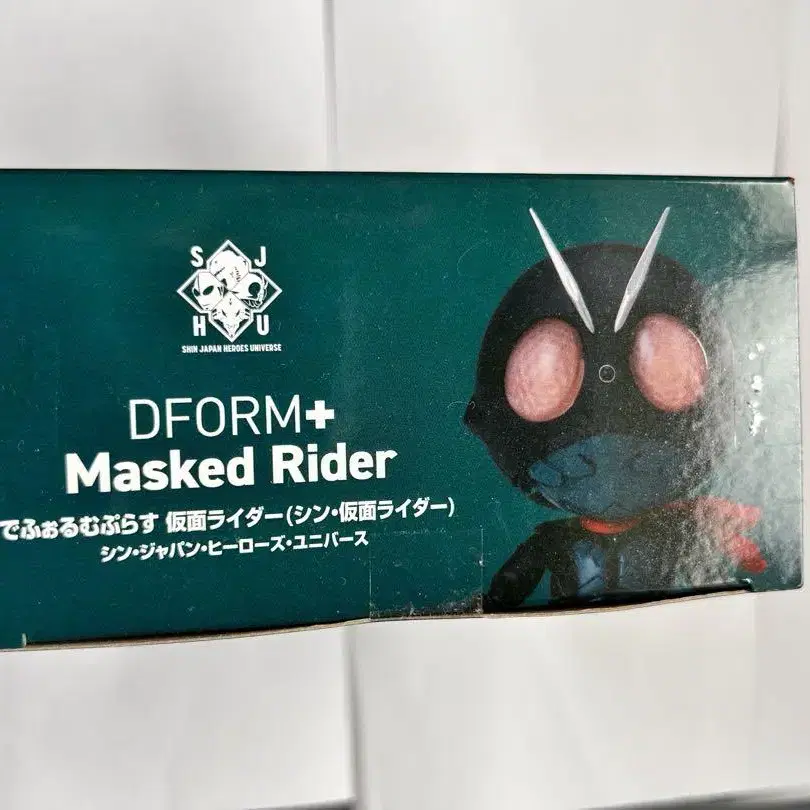 S J
H U
SHIN JAPAN HEROES UNIVERSE
DFORM+
Masked Rider
でふぉるむぷらす 仮面ライダー(シン・仮面ライダー)
シン・ジャパン・ヒーローズ・ユニバース